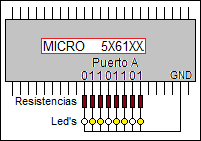 MICRO 5X61XX
Puerto A
01101101
GND
Resistencias
Led's